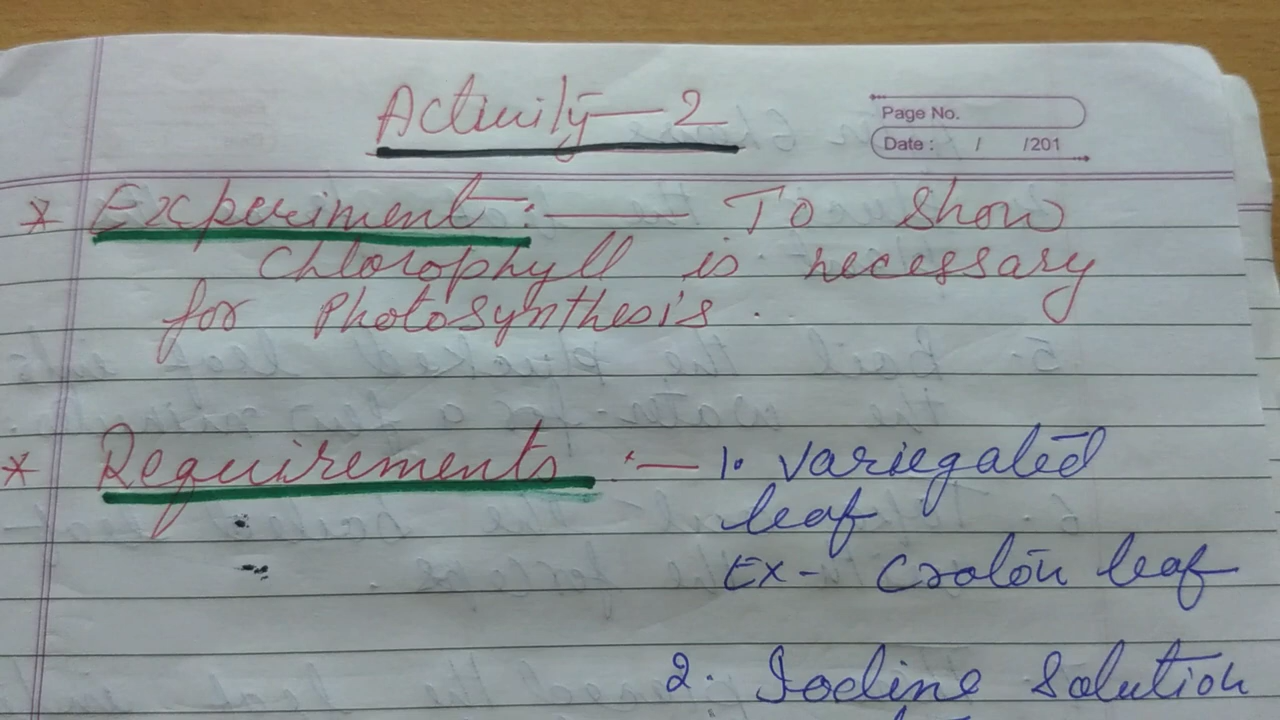 Activity — 2
Page No.
Date : / /201
* Experiment :— To show
Chlorophyll is necessary
for Photosynthesis .
* Requirements :— 1. Variegated
leaf
Ex - Croton leaf
2. Iodine Solution